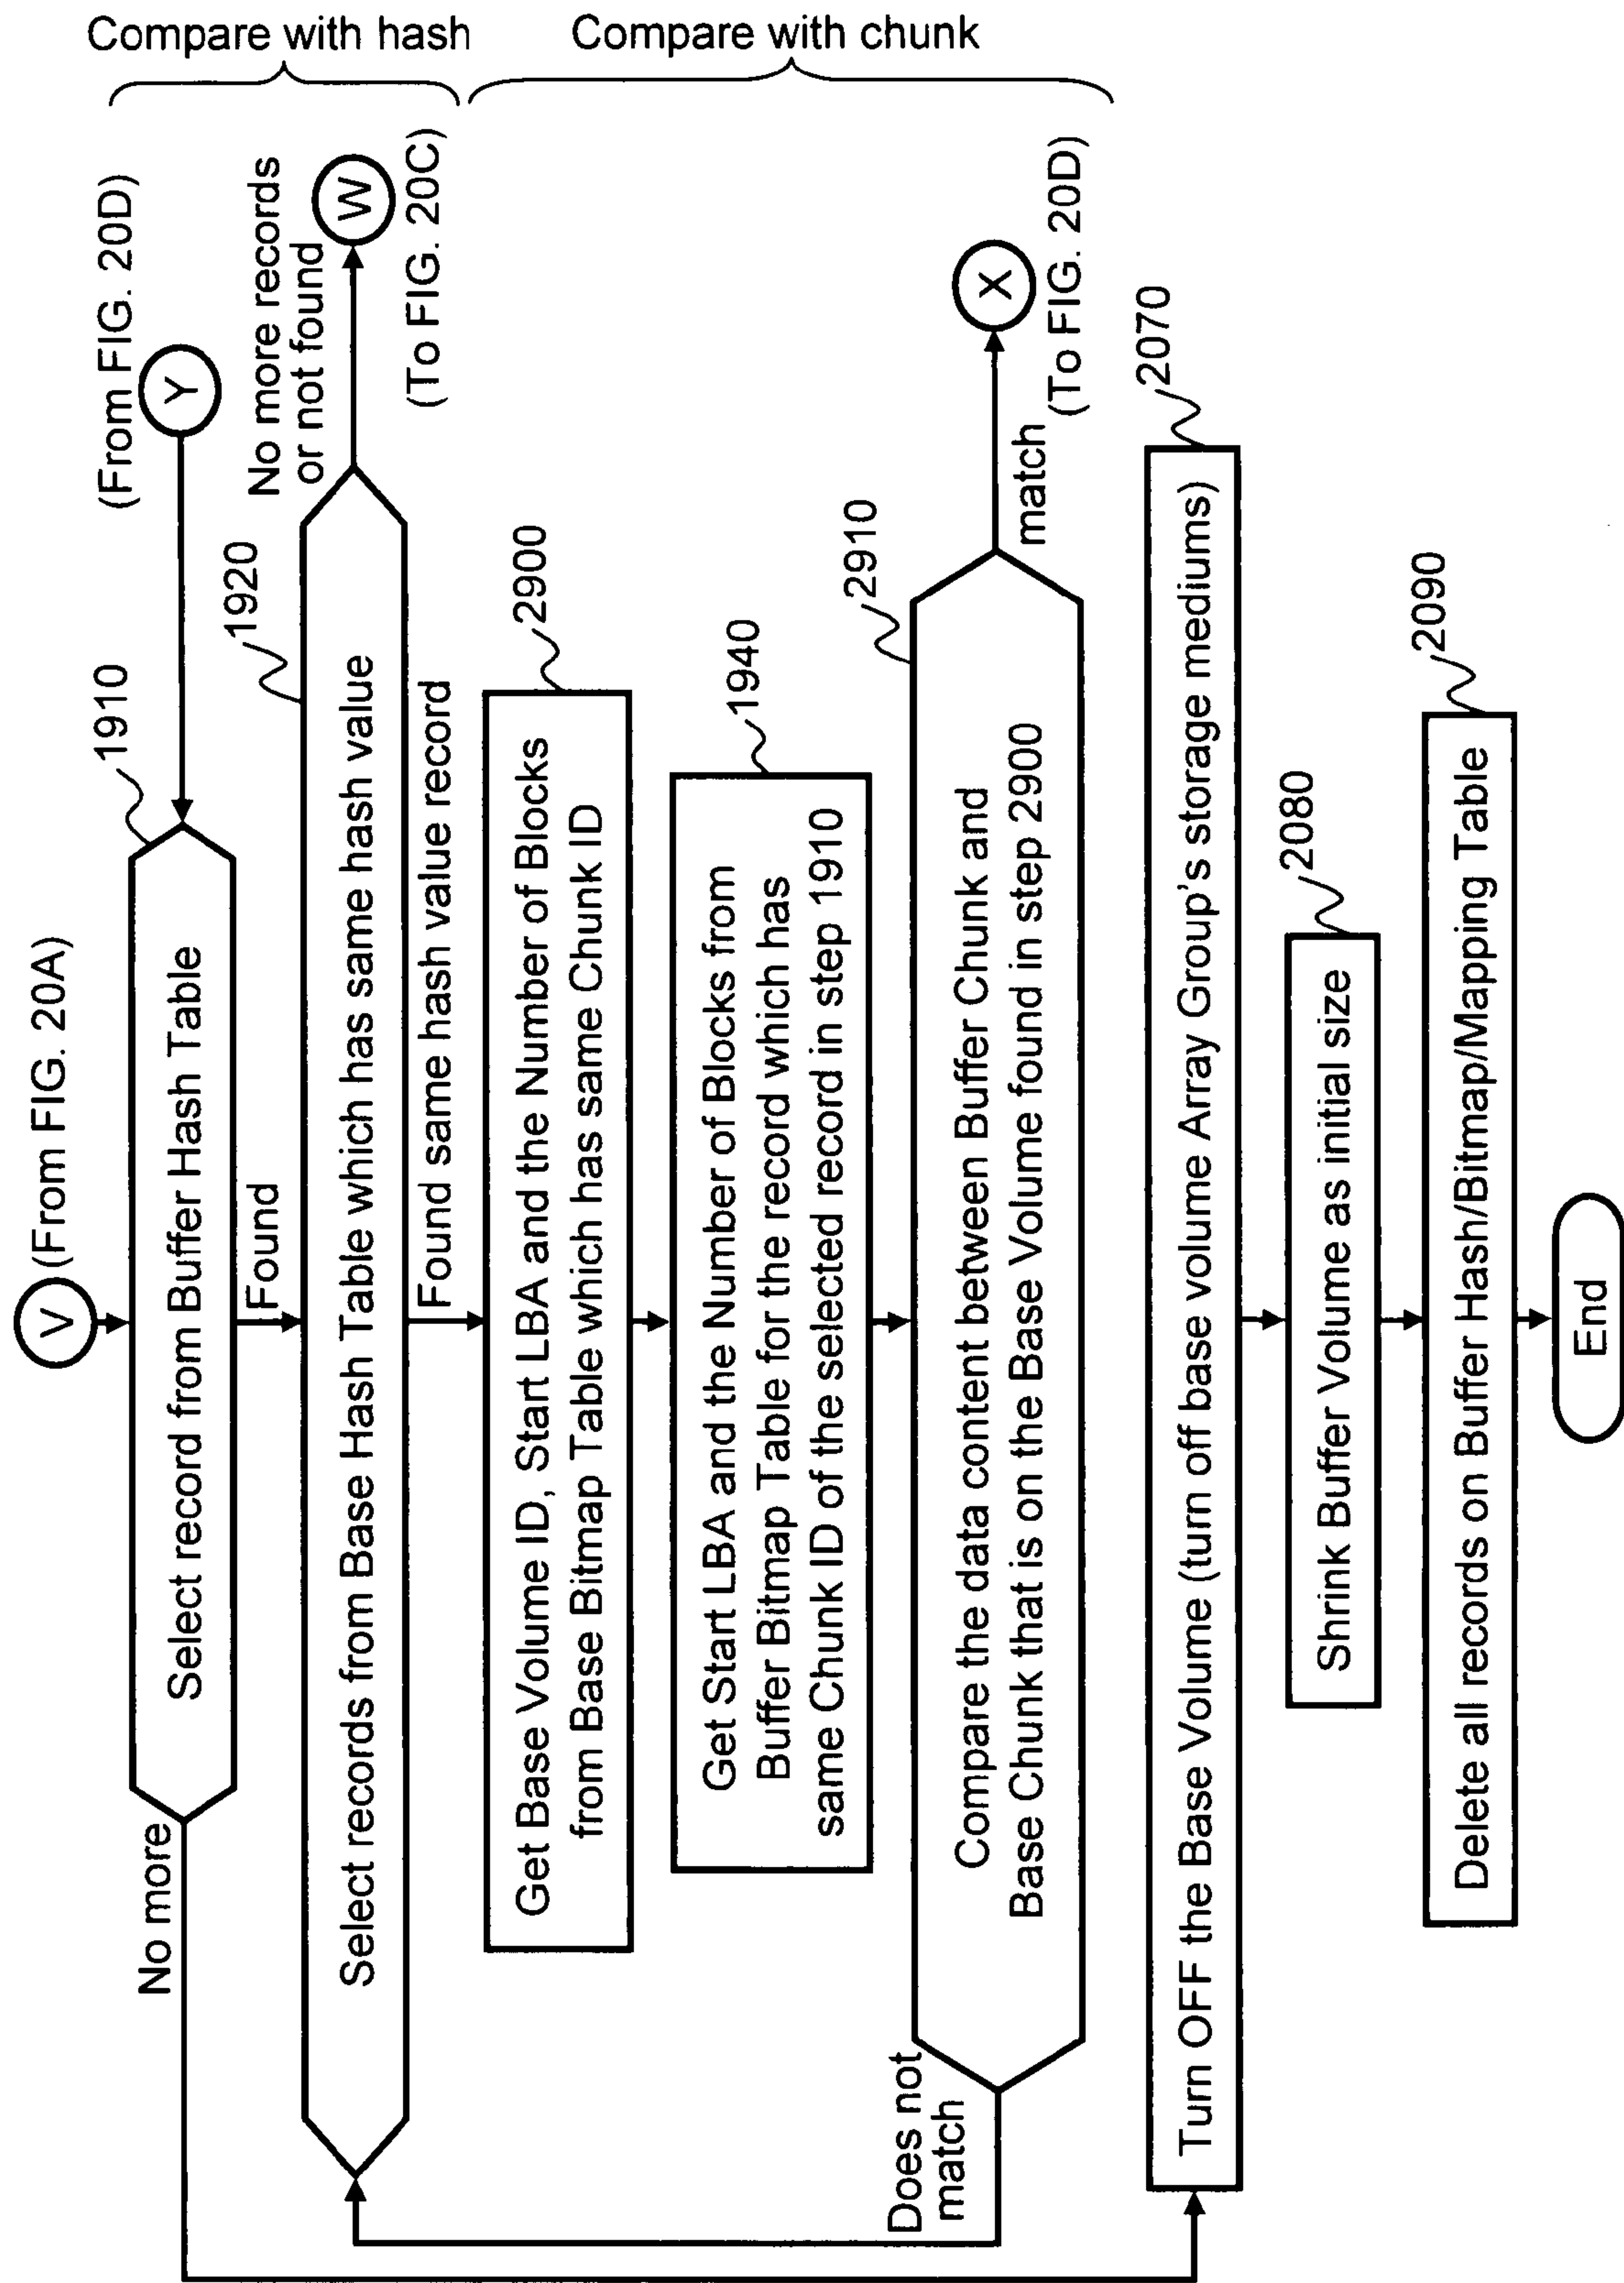 V
(From FIG. 20A)
1910
Select record from Buffer Hash Table
Y
(From FIG. 20D)
Compare with hash
No more
Found
1920
Select records from Base Hash Table which has same hash value
No more records
or not found
W
(To FIG. 20C)
Found same hash value record
2900
Get Base Volume ID, Start LBA and the Number of Blocks
from Base Bitmap Table which has same Chunk ID
Compare with chunk
1940
Get Start LBA and the Number of Blocks from
Buffer Bitmap Table for the record which has
same Chunk ID of the selected record in step 1910
2910
Compare the data content between Buffer Chunk and
Base Chunk that is on the Base Volume found in step 2900
Does not
match
match
X
(To FIG. 20D)
2070
Turn OFF the Base Volume (turn off base volume Array Group's storage mediums)
2080
Shrink Buffer Volume as initial size
2090
Delete all records on Buffer Hash/Bitmap/Mapping Table
End